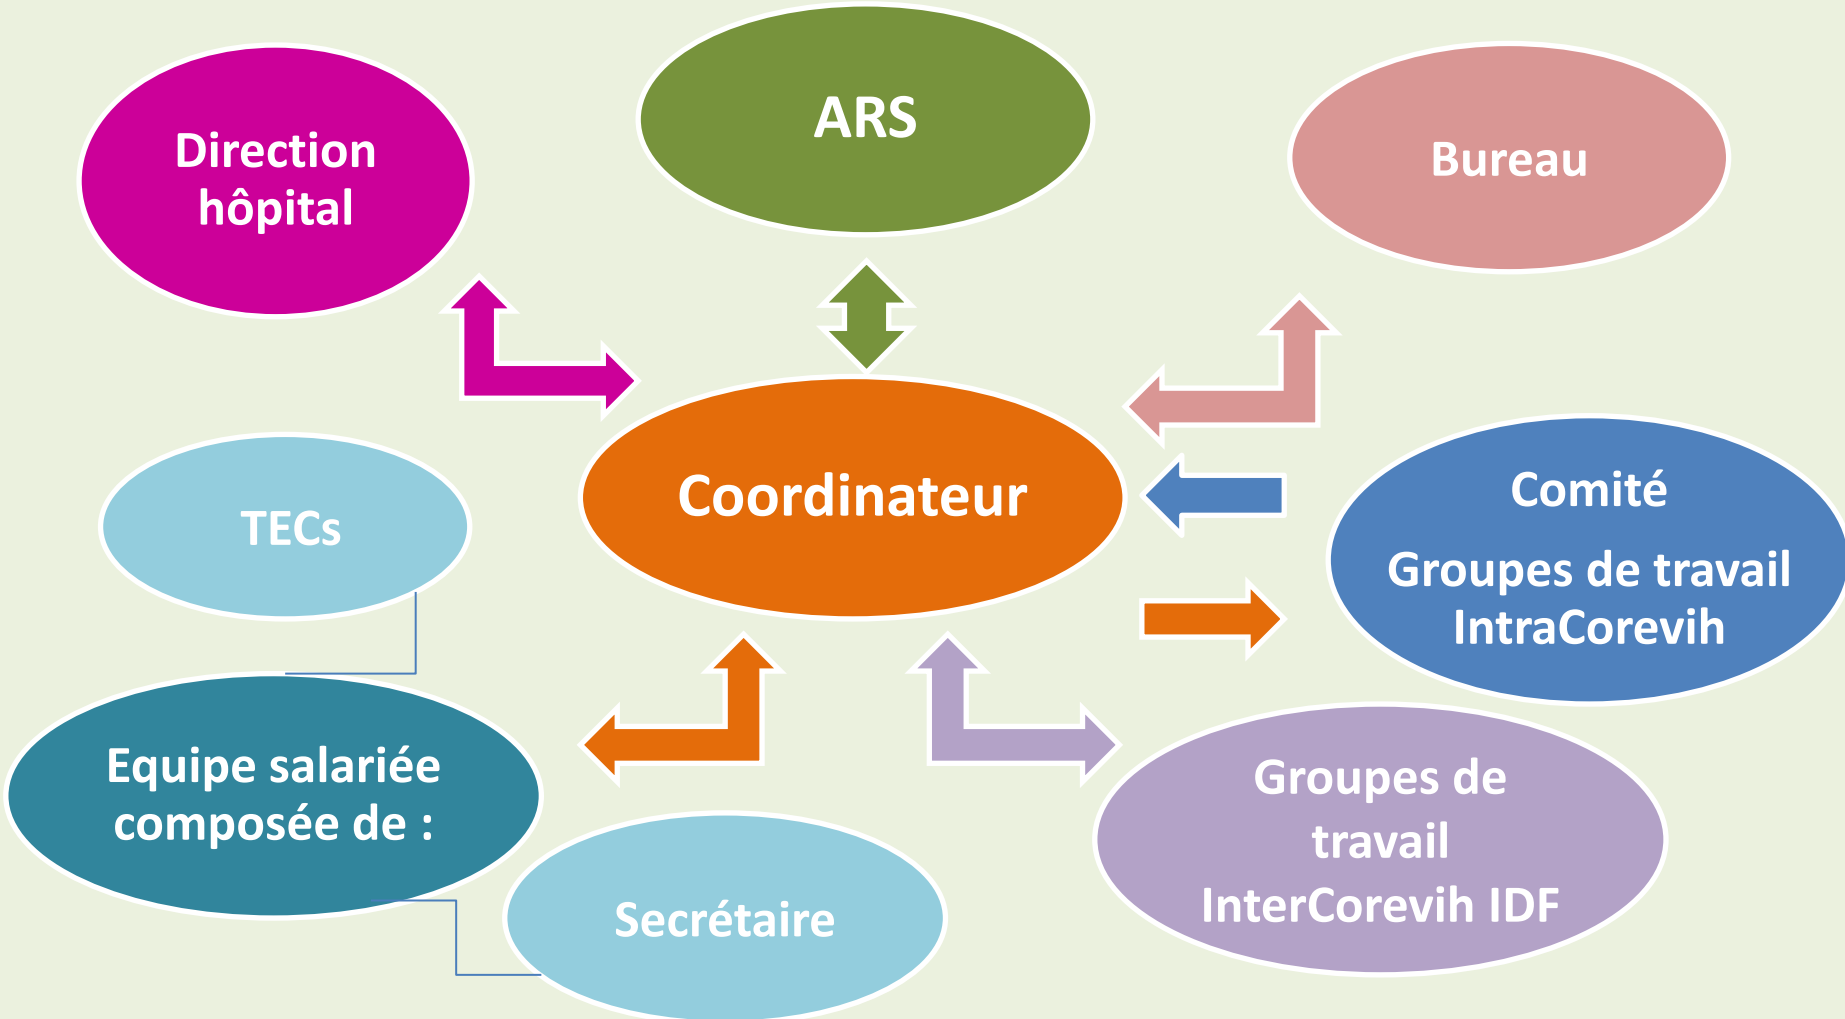 ARS
Direction
hôpital
Bureau
Coordinateur
Comité
Groupes de travail
IntraCorevih
TECs
Equipe salariée
composée de :
Secrétaire
Groupes de
travail
InterCorevih IDF